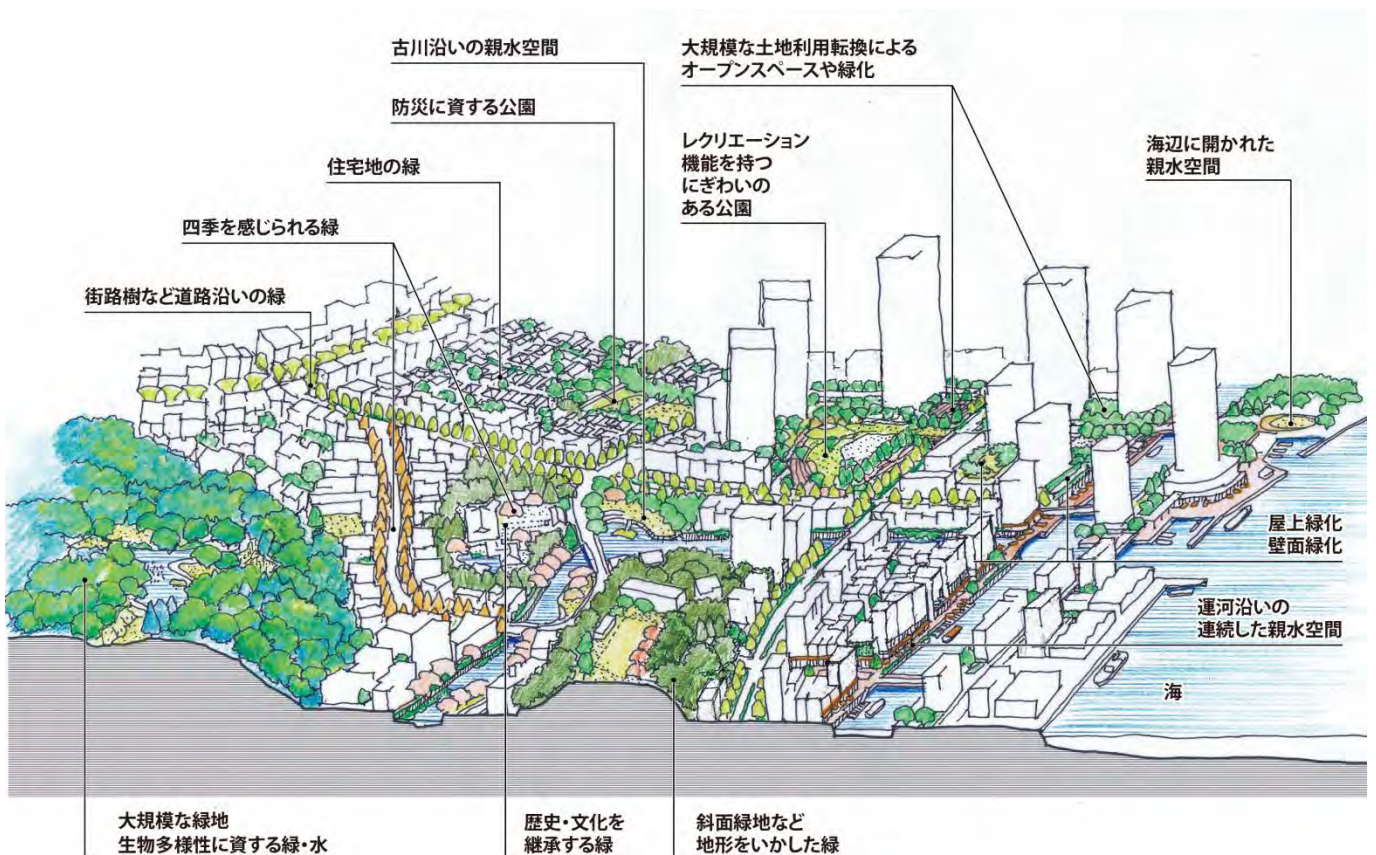 古川沿いの親水空間
防災に資する公園
住宅地の緑
四季を感じられる緑
街路樹など道路沿いの緑
大規模な土地利用転換による
オープンスペースや緑化
レクリエーション
機能を持つ
にぎわいの
ある公園
海辺に開かれた
親水空間
屋上緑化
壁面緑化
運河沿いの
連続した親水空間
海
大規模な緑地
生物多様性に資する緑・水
歴史・文化を
継承する緑
斜面緑地など
地形をいかした緑